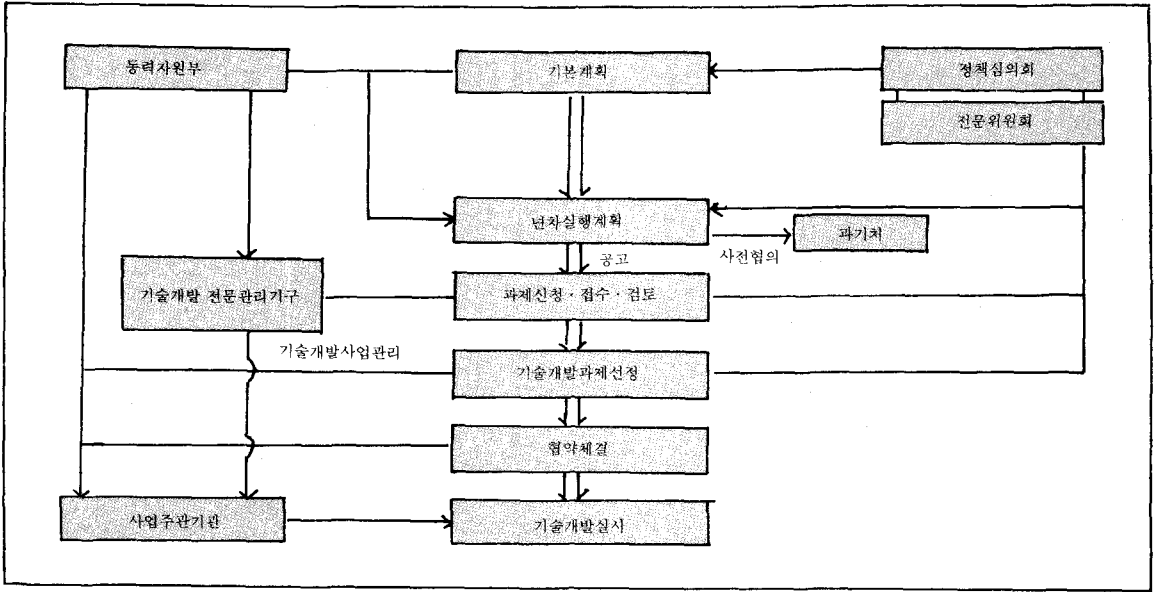 동력자원부
기본계획
정책심의회
전문위원회
년차실행계획
과기처
공고
사전협의
기술개발 전문관리기구
과제신청·접수·검토
기술개발사업관리
기술개발과제선정
협약체결
사업주관기관
기술개발실시